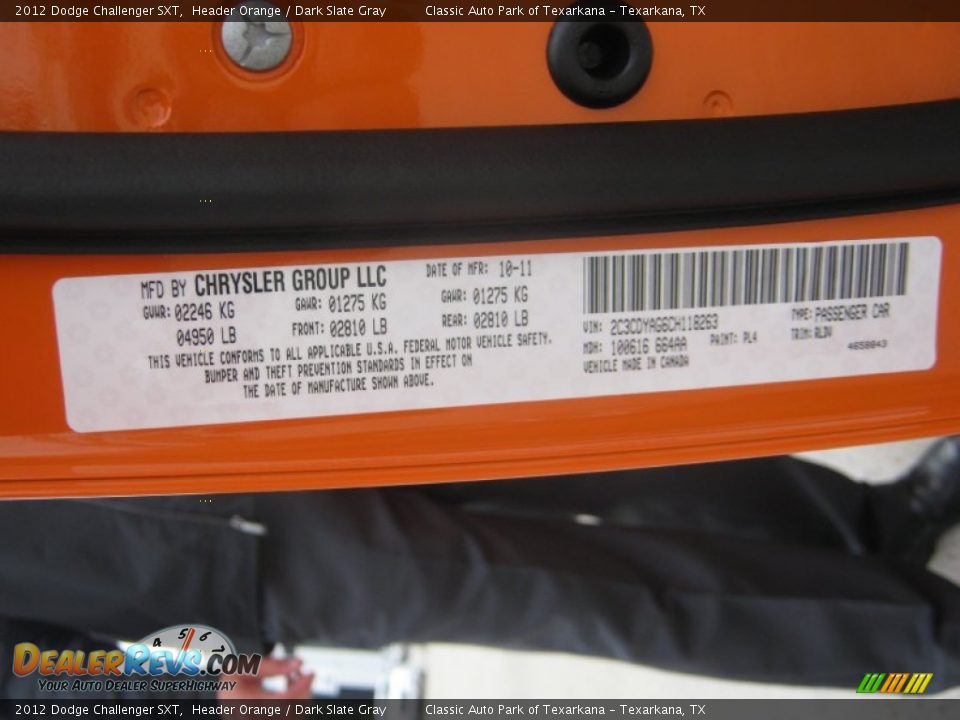 2012 Dodge Challenger SXT,  Header Orange / Dark Slate Gray  Classic Auto Park of Texarkana - Texarkana, TX
MFD BY CHRYSLER GROUP LLC  DATE OF MFR: 10-11
GVWR: 02246 KG  GAWR: 01275 KG  GAWR: 01275 KG
04950 LB  FRONT: 02810 LB  REAR: 02810 LB
THIS VEHICLE CONFORMS TO ALL APPLICABLE U.S.A. FEDERAL MOTOR VEHICLE SAFETY,
BUMPER AND THEFT PREVENTION STANDARDS IN EFFECT ON
THE DATE OF MANUFACTURE SHOWN ABOVE.
VIN: 2C3CDYAG6CH118263  TYPE: PASSENGER CAR
MDH: 100616 664AA  PAINT: PL4  TRIM: RLDV
VEHICLE MADE IN CANADA  4658843
4 5 6
DealerRevs.com
Your Auto Dealer SuperHighway
2012 Dodge Challenger SXT,  Header Orange / Dark Slate Gray  Classic Auto Park of Texarkana - Texarkana, TX